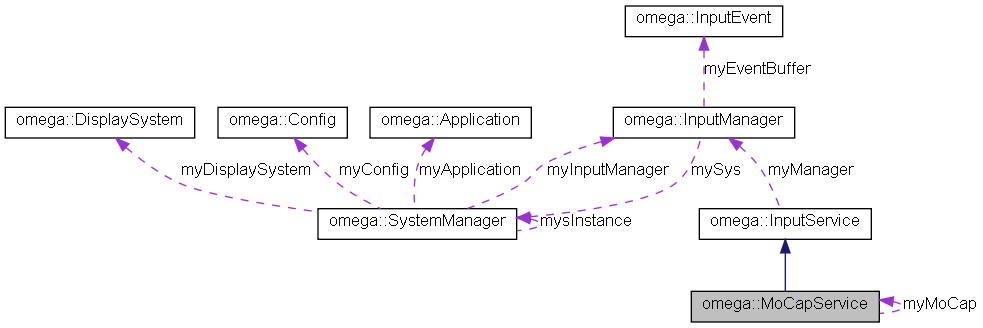 omega::InputEvent
myEventBuffer
omega::DisplaySystem
omega::Config
omega::Application
omega::InputManager
myDisplaySystem
myConfig
myApplication
myInputManager
mySys
myManager
omega::SystemManager
mysInstance
omega::InputService
omega::MoCapService
myMoCap